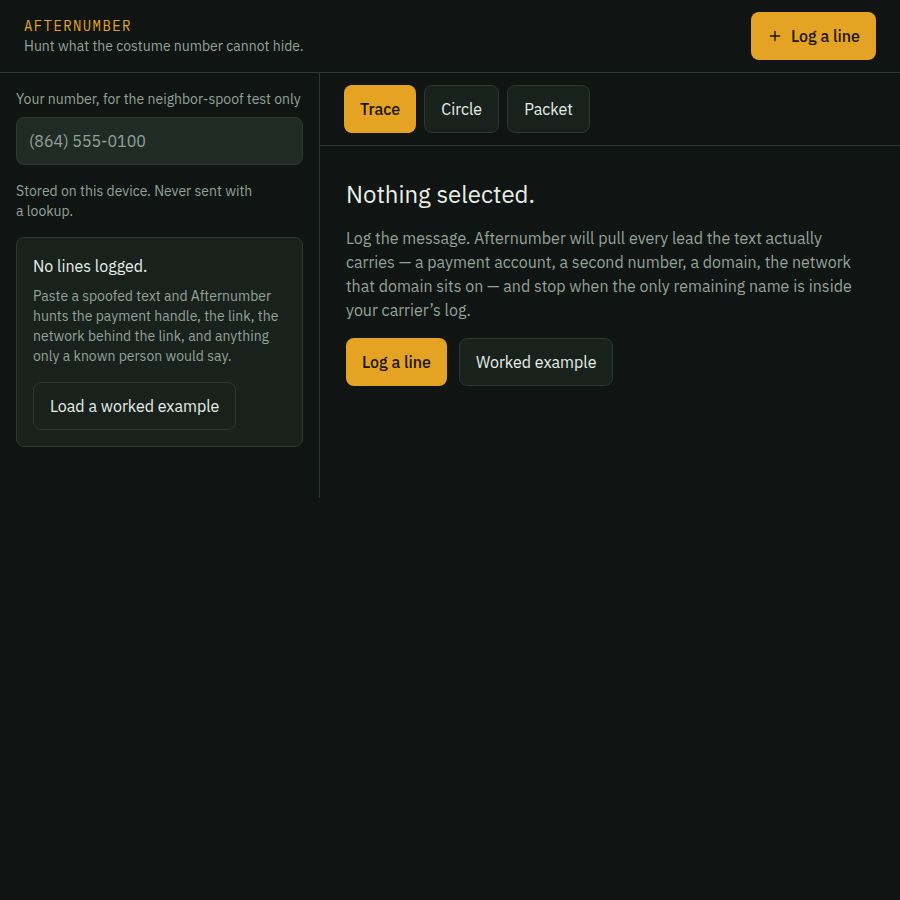 AFTERNUMBER
Hunt what the costume number cannot hide.
+ Log a line
Your number, for the neighbor-spoof test only
(864) 555-0100
Stored on this device. Never sent with
a lookup.
No lines logged.
Paste a spoofed text and Afternumber
hunts the payment handle, the link, the
network behind the link, and anything
only a known person would say.
Load a worked example
Trace
Circle
Packet
Nothing selected.
Log the message. Afternumber will pull every lead the text actually
carries — a payment account, a second number, a domain, the network
that domain sits on — and stop when the only remaining name is inside
your carrier’s log.
Log a line
Worked example